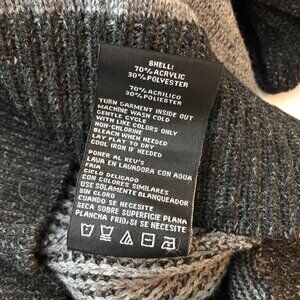 SHELL:
70% ACRYLIC
30% POLYESTER
70% ACRILICO
30% POLIESTER
TURN GARMENT INSIDE OUT
MACHINE WASH COLD
GENTLE CYCLE
WITH LIKE COLORS ONLY
NON-CHLORINE
BLEACH WHEN NEEDED
LAY FLAT TO DRY
COOL IRON IF NEEDED
PONER AL REU'S
LAVA EN LAVADORA CON AQUA
FRIA
CICLO DELICADO
CON COLORES SIMILARES
USE SOLAMENTE BLANQUEADOR
SIN CLORO
CUANDO SE NECESITE
SECA SOBRE SUPERFICIE PLANA
PLANCHA FRIO;SI SE NECESITE